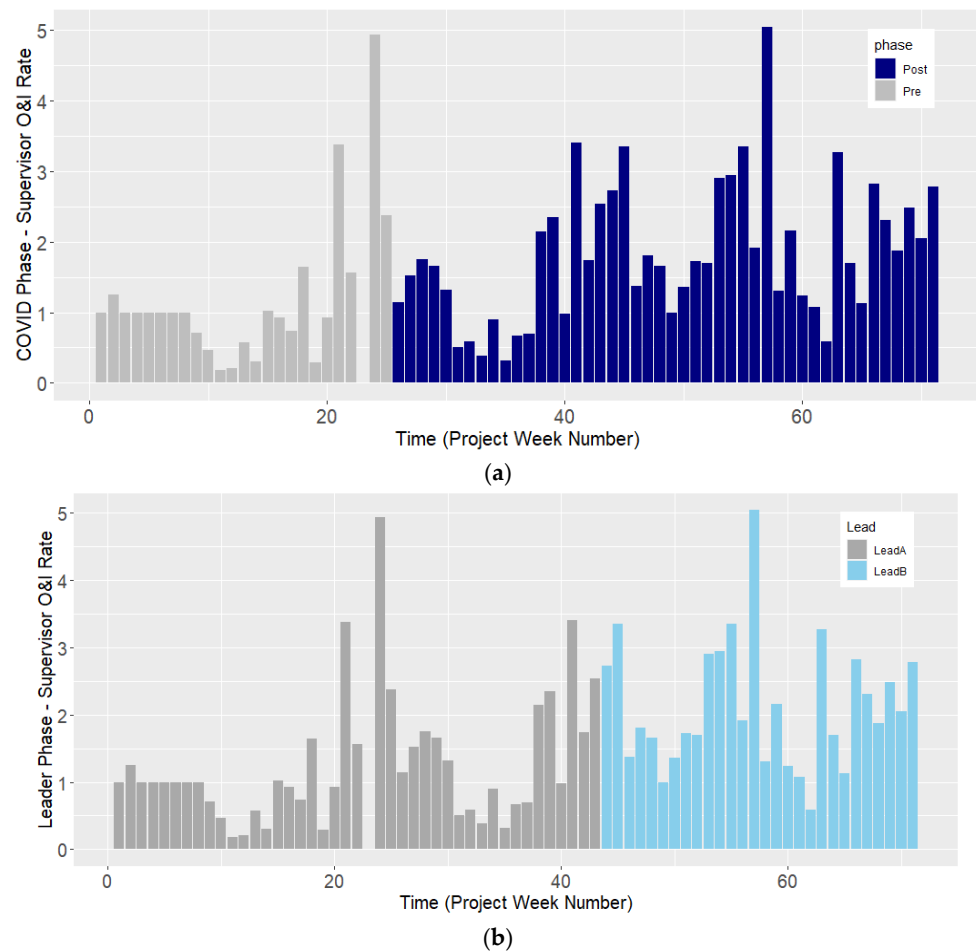 COVID Phase - Supervisor O&I Rate
5
4
3
2
1
0
phase
Post
Pre
0
20
40
60
Time (Project Week Number)
(a)
Leader Phase - Supervisor O&I Rate
5
4
3
2
1
0
Lead
LeadA
LeadB
0
20
40
60
Time (Project Week Number)
(b)